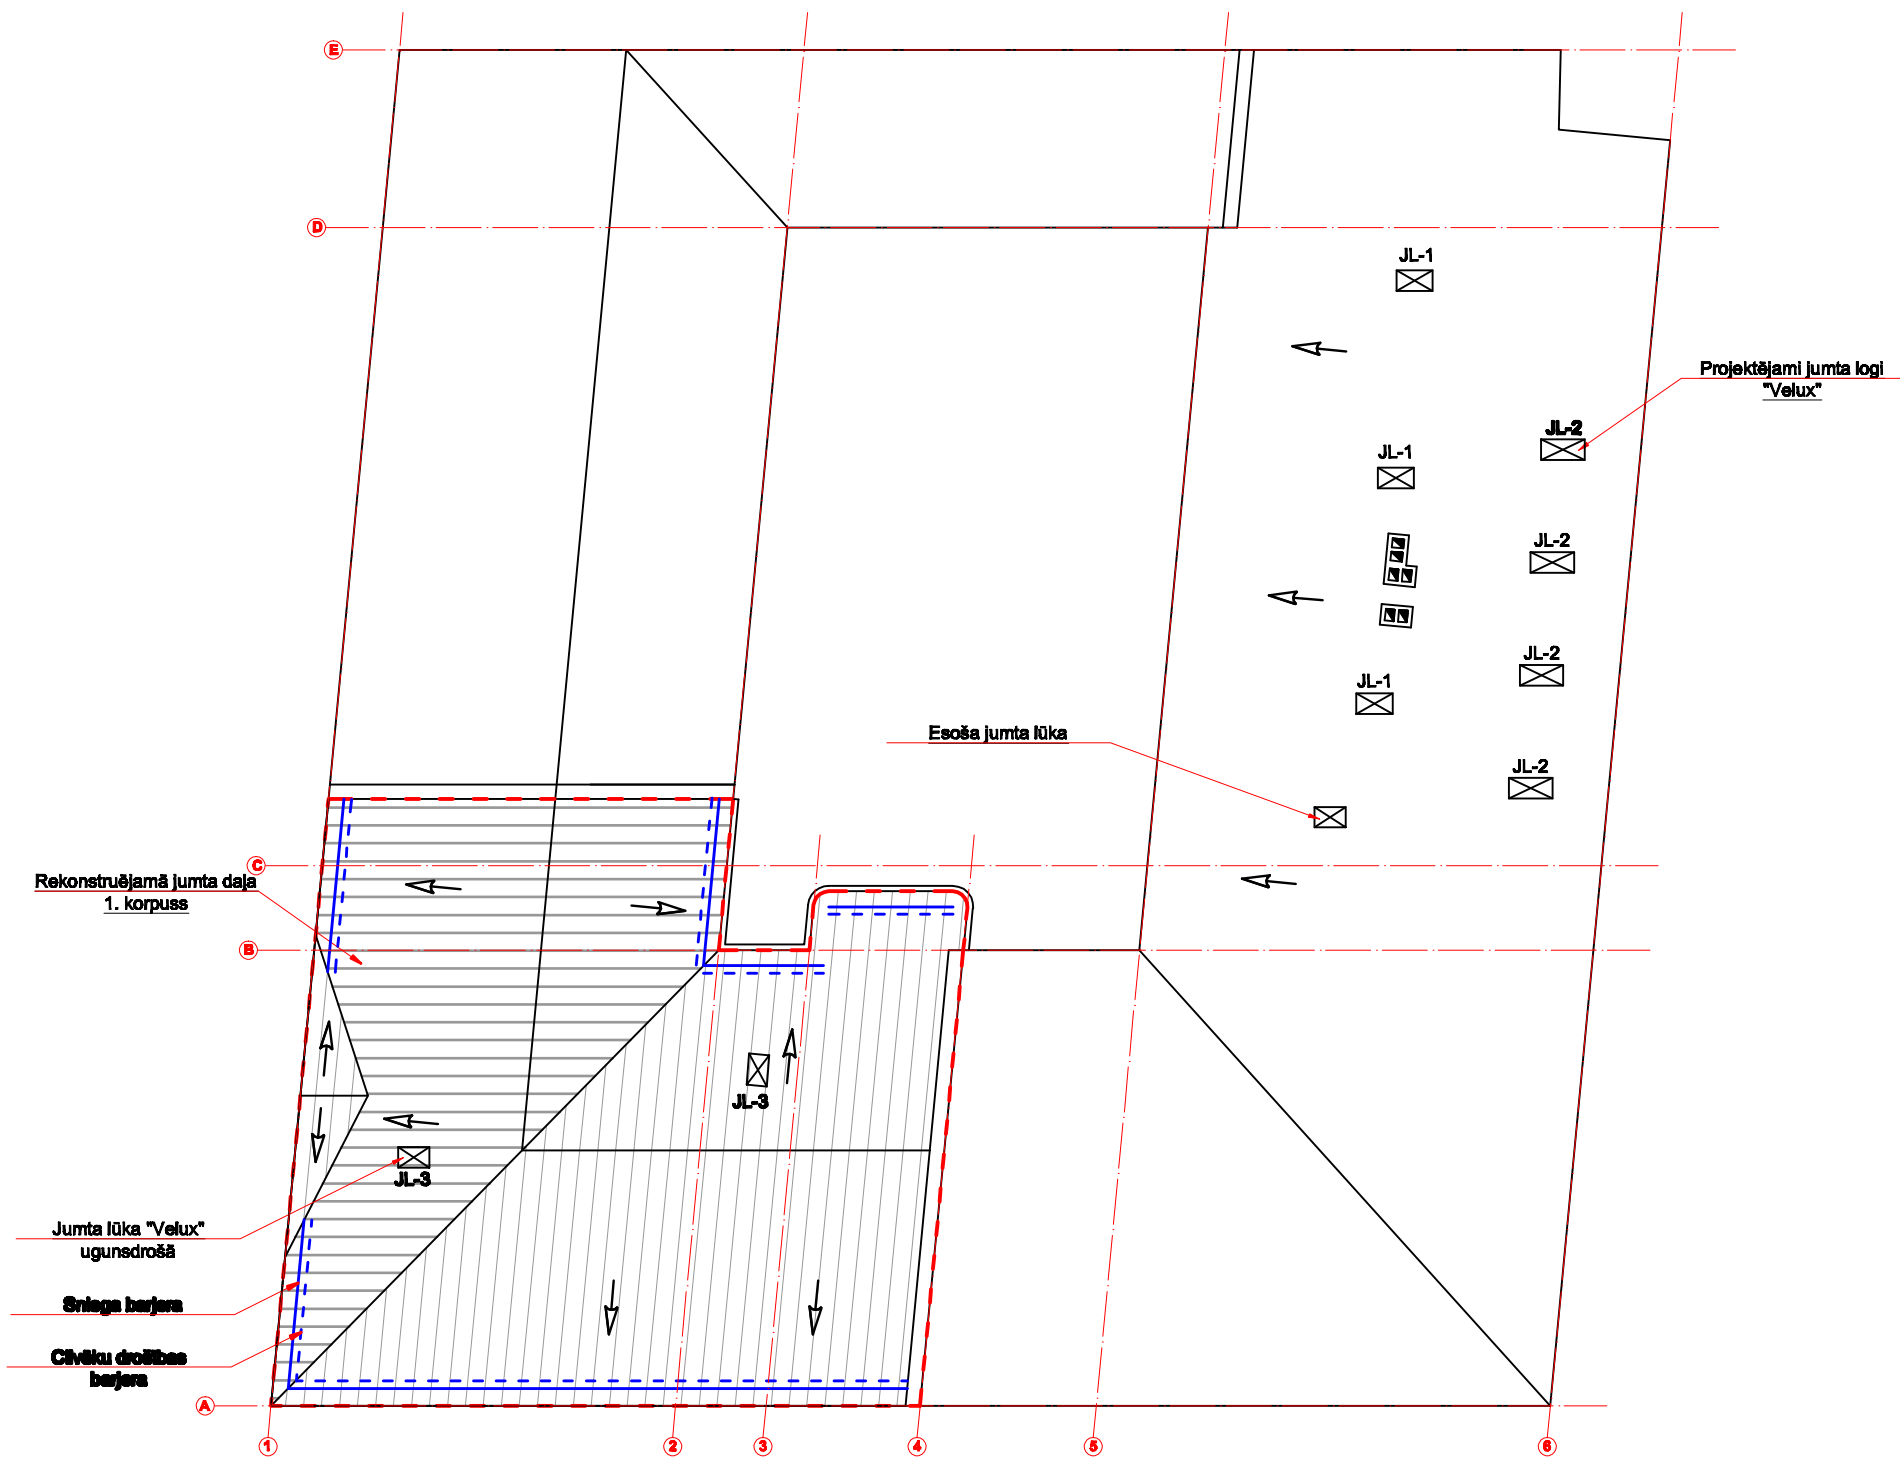 E
D
JL-1
Projektējami jumta logi
"Velux"
JL-2
JL-1
JL-2
JL-2
JL-1
Esoša jumta lūka
JL-2
C
Rekonstruējamā jumta daļa
1. korpuss
B
JL-3
JL-3
Jumta lūka "Velux"
ugunsdrošā
Sniega barjera
Cilvēku drošības
barjera
A
1
2
3
4
5
6